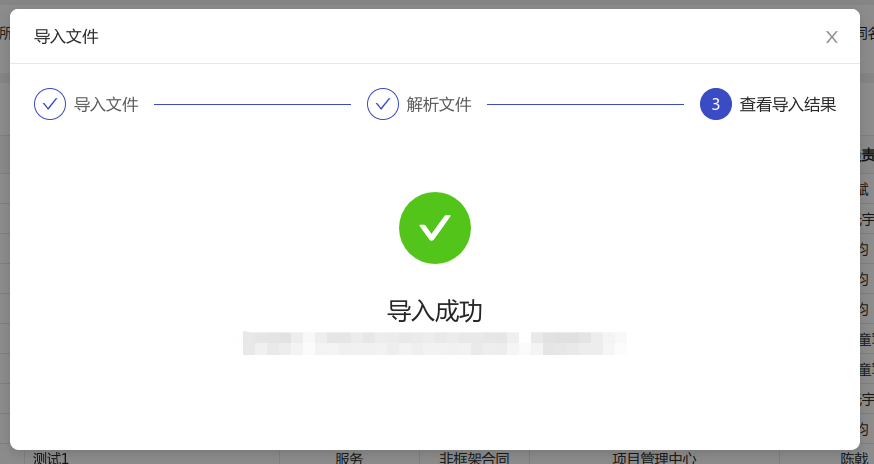 导入文件
导入文件
解析文件
3 查看导入结果
导入成功
测试1 服务 非框架合同 项目管理中心 陈戟